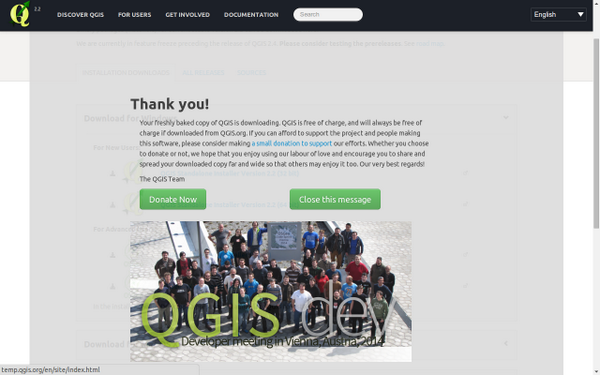 2.2
DISCOVER QGIS FOR USERS GET INVOLVED DOCUMENTATION Search English
Download for Windows
Thank you!
Your freshly baked copy of QGIS is downloading. QGIS is free of charge, and will always be free of
charge if downloaded from QGIS.org. If you can afford to support the project and people making
this software, please consider making a small donation to support our efforts. Whether you choose
to donate or not, we hope that you enjoy using our labour of love and encourage you to share and
spread your downloaded copy far and wide so that others may enjoy it too. Our very best regards!
The QGIS Team
Donate Now Close this message
QGIS dev
Developer meeting in Vienna, Austria, 2014
temp.qgis.org/en/site/index.html